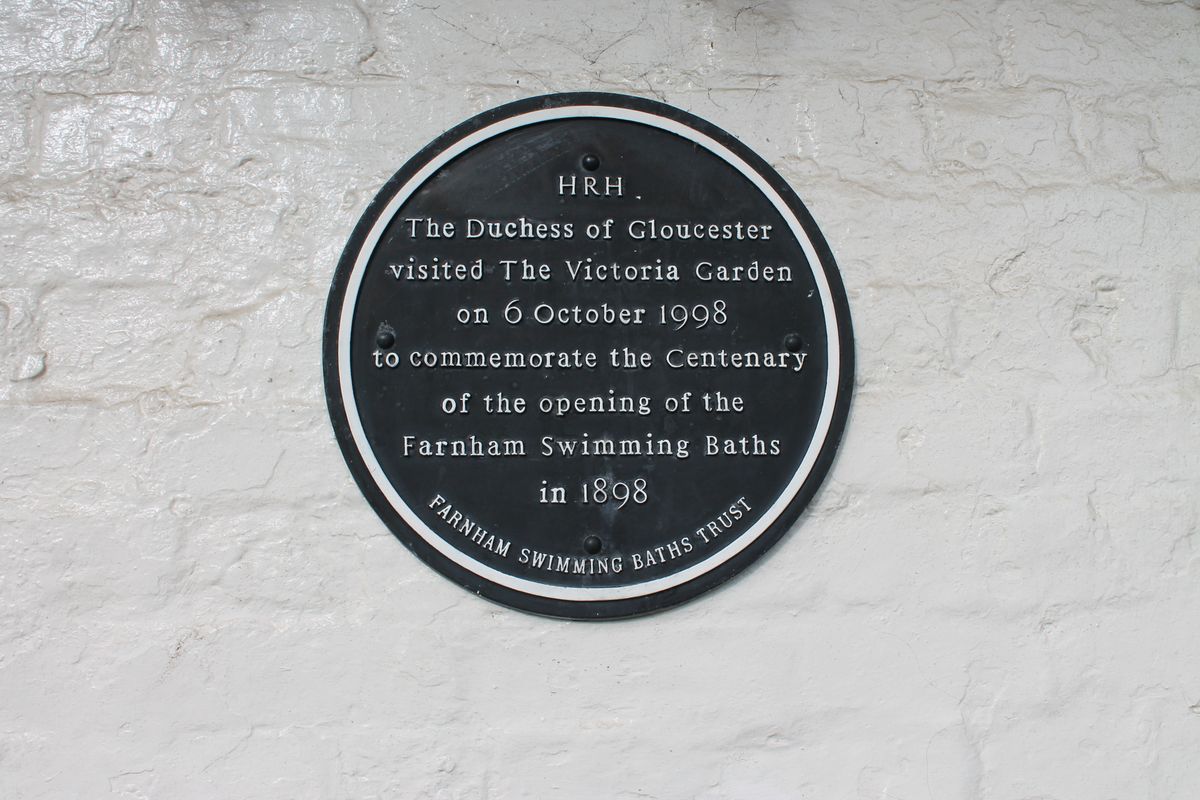 HRH
The Duchess of Gloucester
visited The Victoria Garden
on 6 October 1998
to commemorate the Centenary
of the opening of the
Farnham Swimming Baths
in 1898
FARNHAM SWIMMING BATHS TRUST